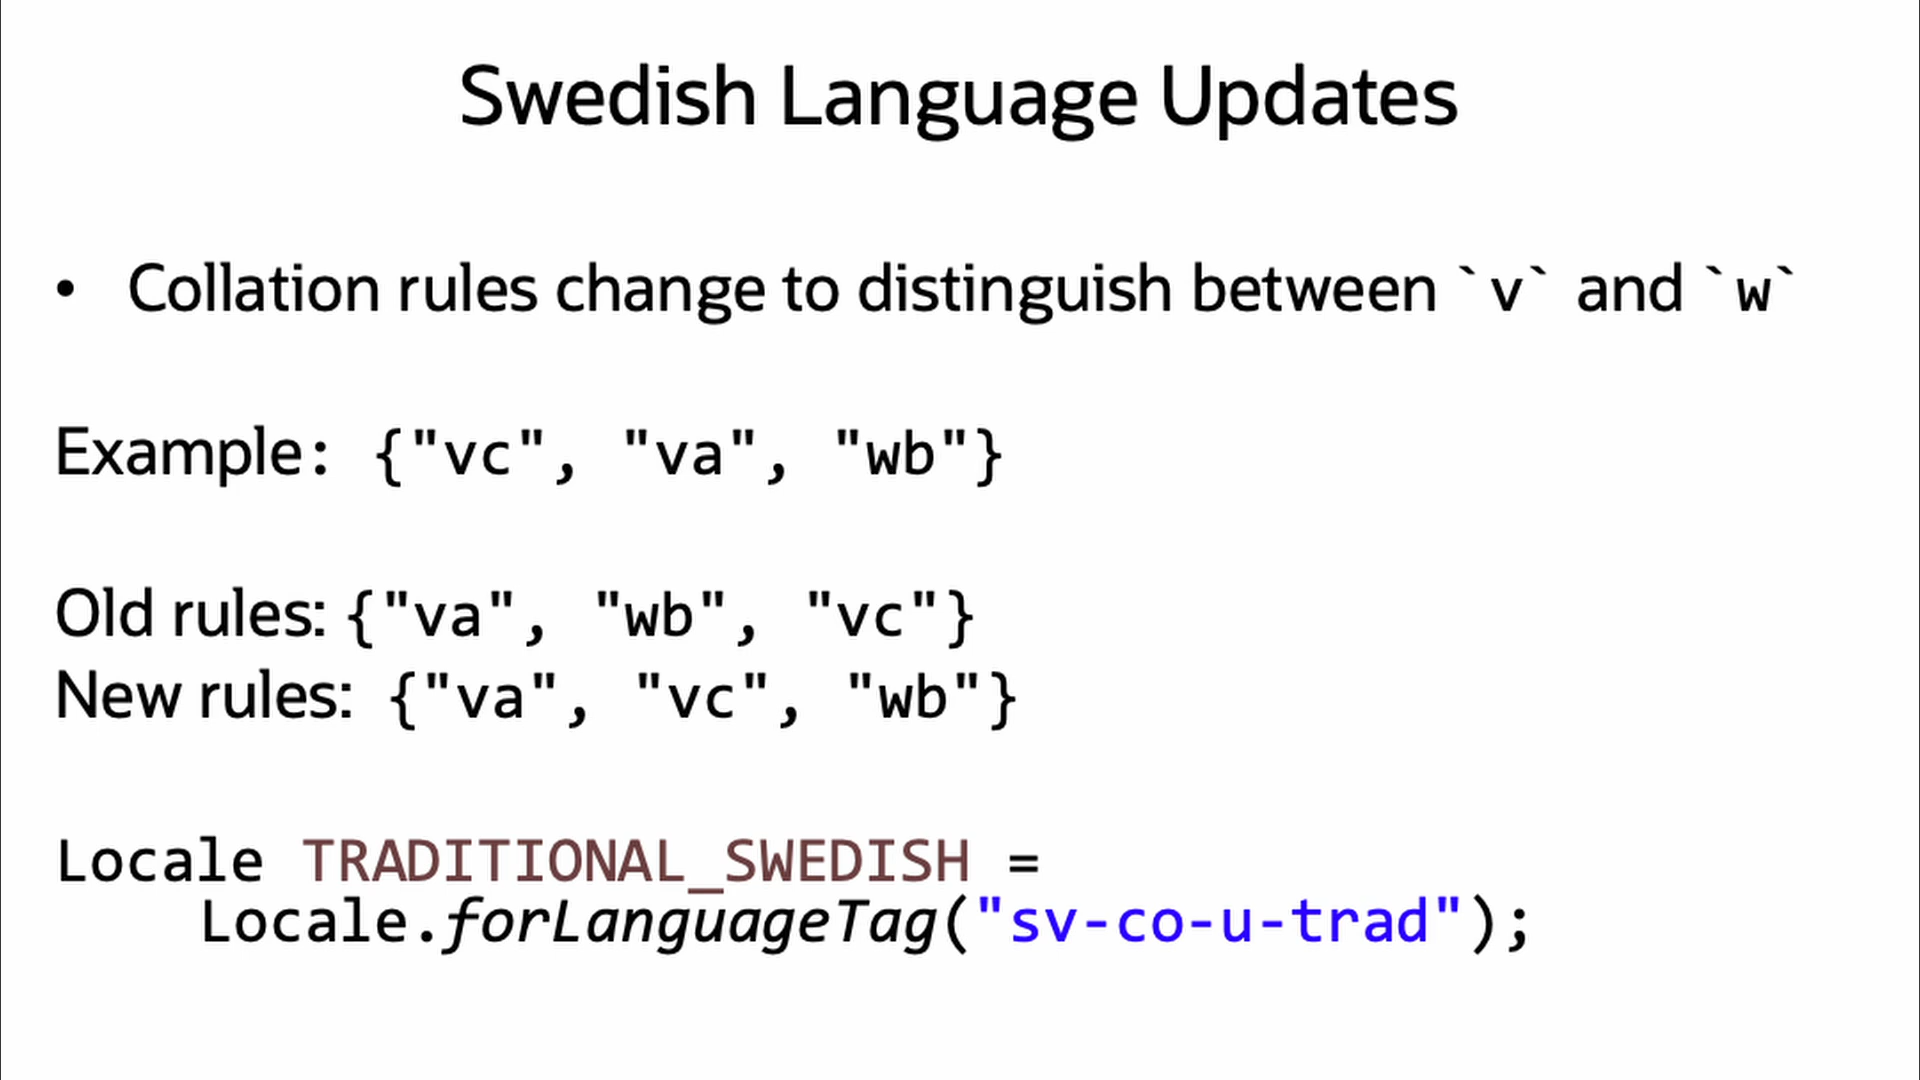 Swedish Language Updates
• Collation rules change to distinguish between `v` and `w`
Example: {"vc", "va", "wb"}
Old rules: {"va", "wb", "vc"}
New rules: {"va", "vc", "wb"}
Locale TRADITIONAL_SWEDISH =
Locale.forLanguageTag("sv-co-u-trad");